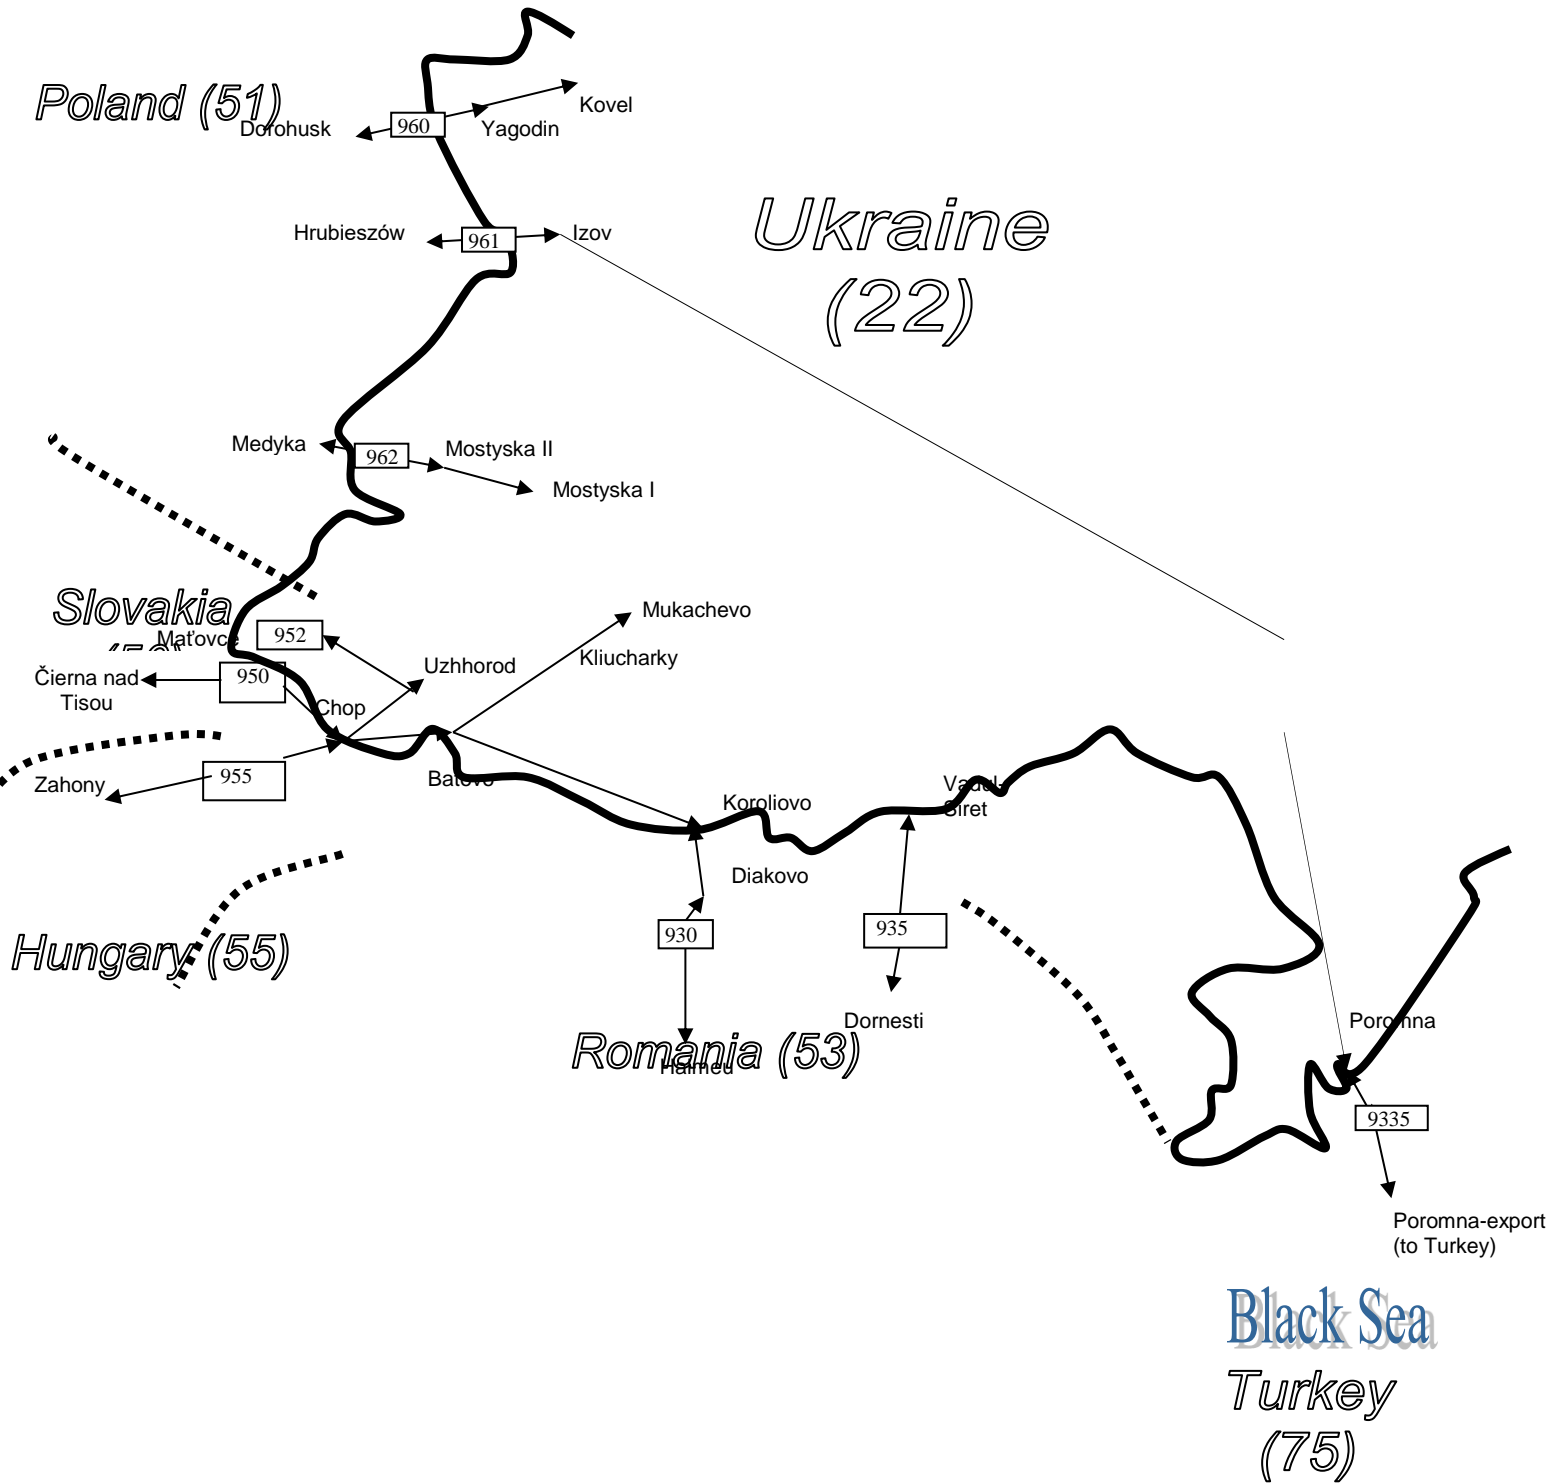 Poland (51)
Kovel
Dorohusk
960
Yagodin
Ukraine
(22)
Hrubieszów
961
Izov
Medyka
962
Mostyska II
Mostyska I
Slovakia
Maťovce
952
Mukachevo
Kliucharky
Uzhhorod
Čierna nad
Tisou
950
Chop
Zahony
955
Batovo
Koroliovo
Vadul-
Siret
Diakovo
930
935
Hungary (55)
Dornesti
Romania (53)
Halmeu
Poromna
9335
Poromna-export
(to Turkey)
Black Sea
Turkey
(75)